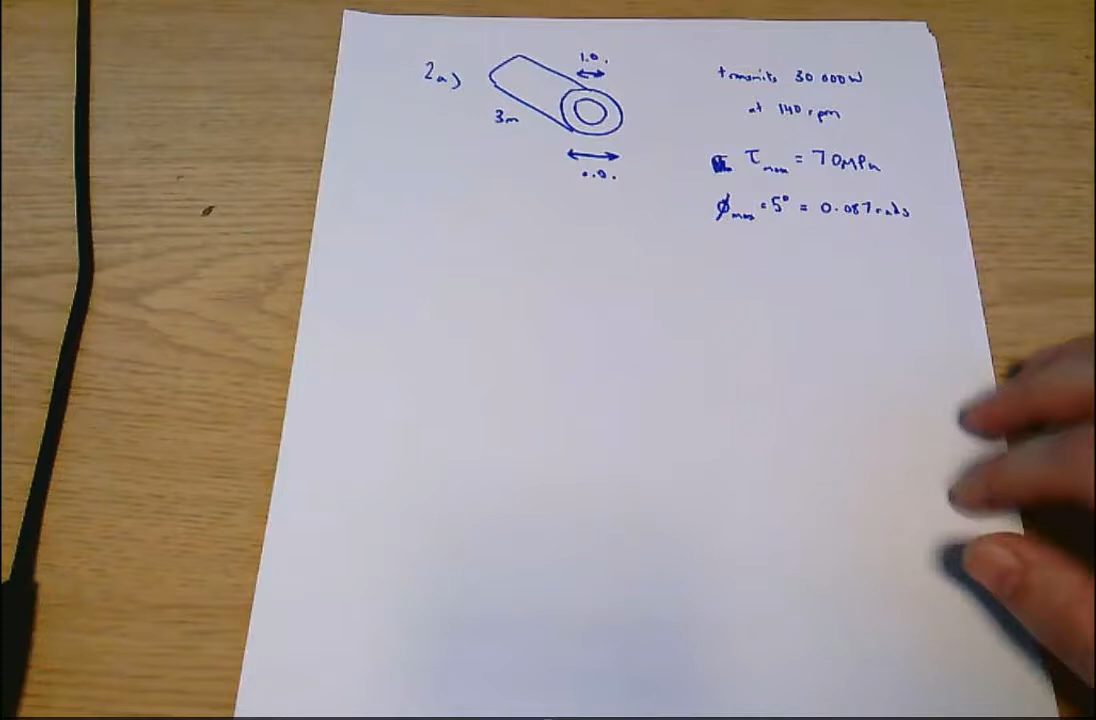 2a)
I.D.
3m
O.D.
transmits 30 000W
at 140 rpm
τmax = 70MPa
ϕmax = 5° = 0.087rads